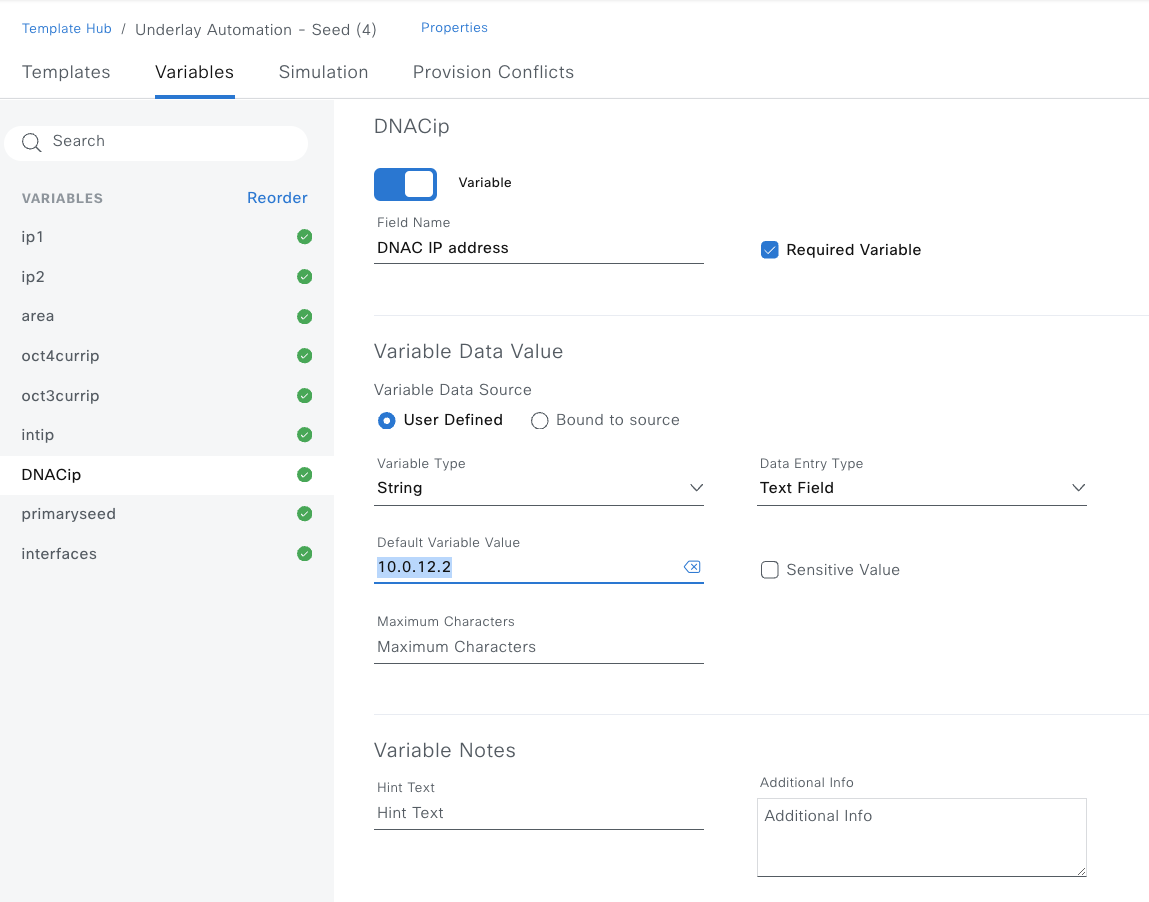 Template Hub / Underlay Automation - Seed (4) Properties
Templates Variables Simulation Provision Conflicts
Search
VARIABLES Reorder
ip1
ip2
area
oct4currip
oct3currip
intip
DNACip
primaryseed
interfaces
DNACip
Variable
Field Name
DNAC IP address
Required Variable
Variable Data Value
Variable Data Source
User Defined Bound to source
Variable Type
String
Data Entry Type
Text Field
Default Variable Value
10.0.12.2
Sensitive Value
Maximum Characters
Maximum Characters
Variable Notes
Hint Text
Hint Text
Additional Info
Additional Info